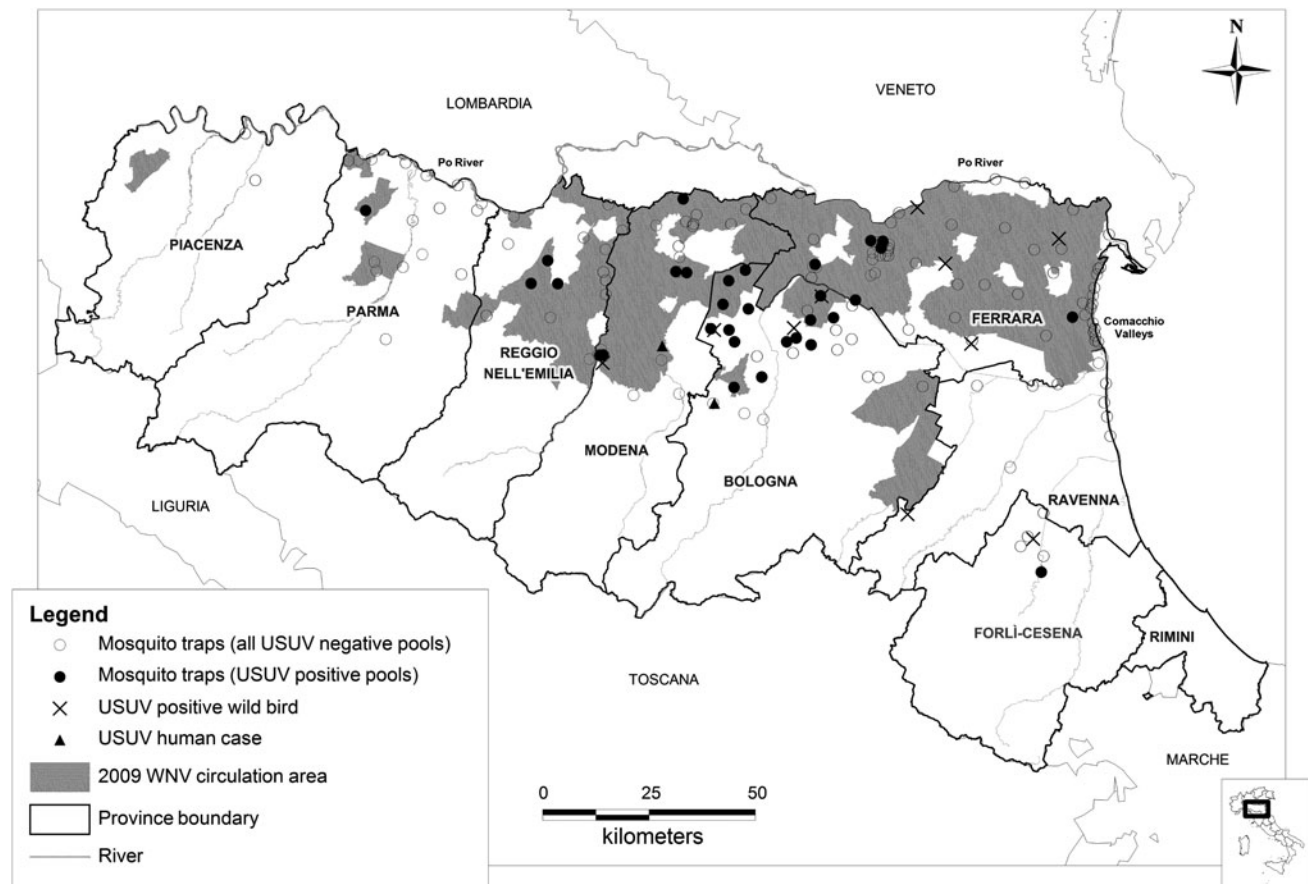 N
VENETO
LOMBARDIA
Po River
Po River
PIACENZA
PARMA
FERRARA
Comacchio
Valleys
REGGIO
NELL'EMILIA
MODENA
BOLOGNA
LIGURIA
RAVENNA
FORLÌ-CESENA
RIMINI
TOSCANA
MARCHE
Legend
Mosquito traps (all USUV negative pools)
Mosquito traps (USUV positive pools)
USUV positive wild bird
USUV human case
2009 WNV circulation area
Province boundary
River
0 25 50
kilometers